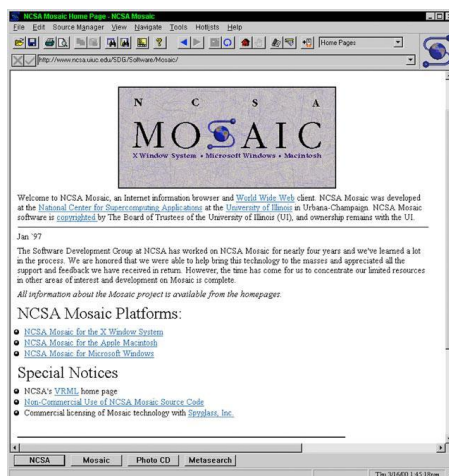 NCSA Mosaic Home Page - NCSA Mosaic
File Edit Source Manager View Navigate Tools Hotlists Help
Home Pages
http://www.ncsa.uiuc.edu/SDG/Software/Mosaic/
N C S A
MOSAIC
X Window System • Microsoft Windows • Macintosh
Welcome to NCSA Mosaic, an Internet information browser and World Wide Web client. NCSA Mosaic was developed
at the National Center for Supercomputing Applications at the University of Illinois in Urbana-Champaign. NCSA Mosaic
software is copyrighted by The Board of Trustees of the University of Illinois (UI), and ownership remains with the UI.
Jan '97
The Software Development Group at NCSA has worked on Mosaic for nearly four years and we've learned a lot
in the process. We are honored that we were able to help bring this technology to the masses and appreciated all the
support and feedback we have received in return. However, the time has come for us to concentrate our limited resources
in other areas of interest and development on Mosaic is complete.
All information about the Mosaic project is available from the homepages.
NCSA Mosaic Platforms:
NCSA Mosaic for the X Window System
NCSA Mosaic for the Apple Macintosh
NCSA Mosaic for Microsoft Windows
Special Notices
NCSA's VRML home page
Non-Commercial Use of NCSA Mosaic Source Code
Commercial licensing of Mosaic technology with Spyglass, Inc.
NCSA Mosaic Photo CD Metasearch
Thu 3/16/00 1:45:18pm